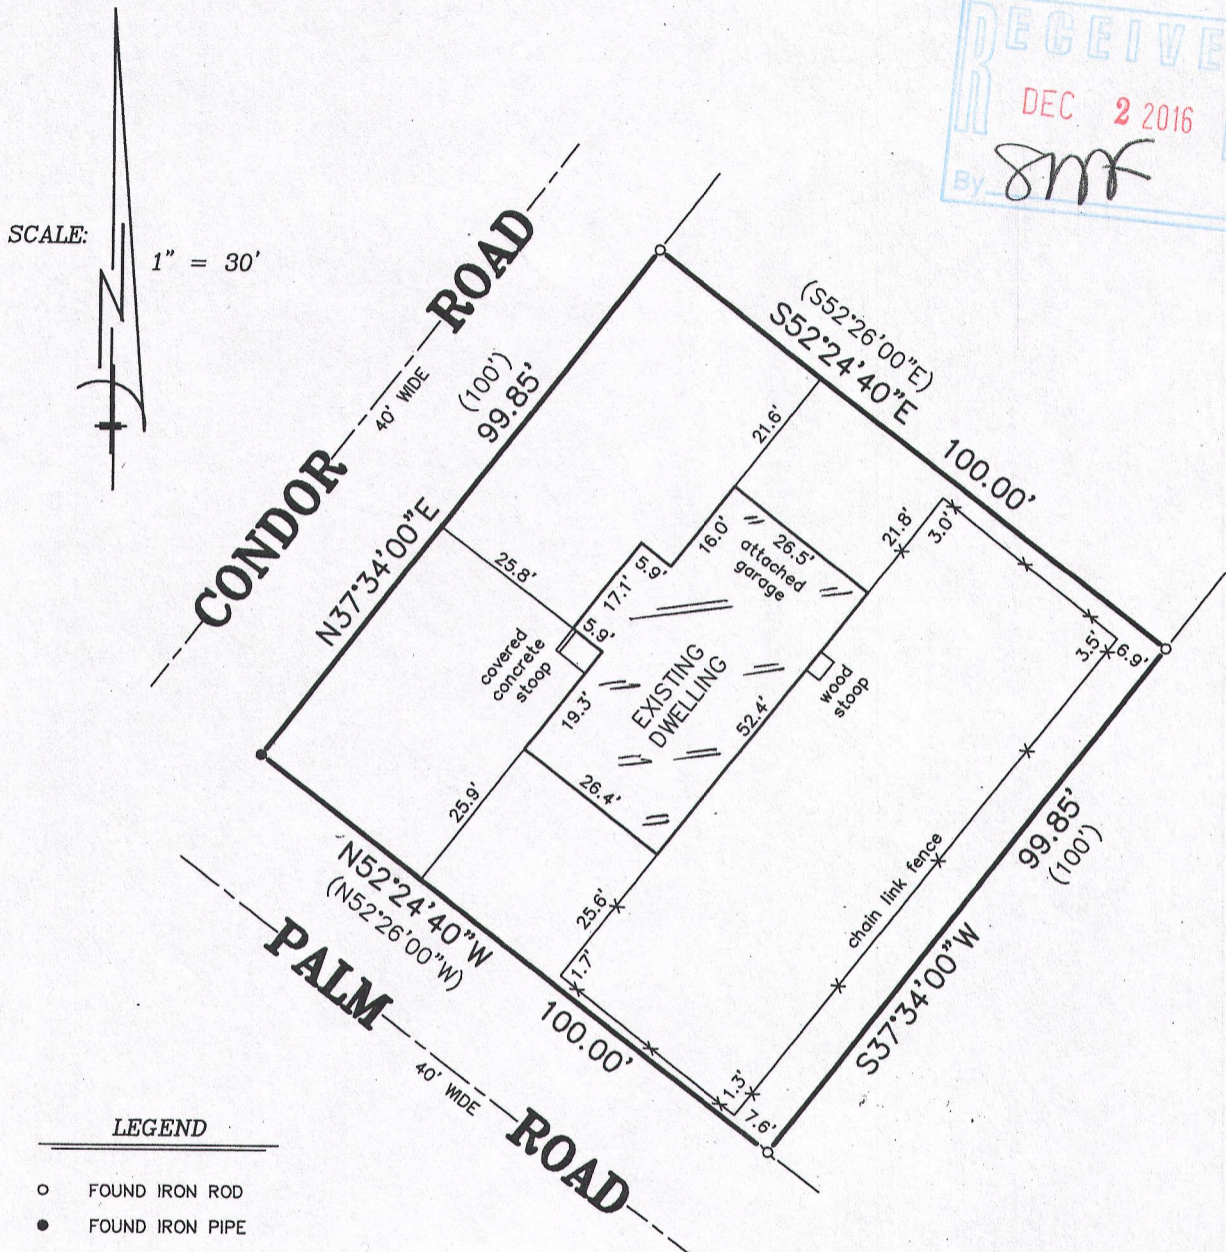 RECEIVE
DEC 2 2016
By
SMF
SCALE:
1" = 30'
N
CONDOR ROAD
40' WIDE
(100')
99.85'
N37°34'00"E
(S52°26'00"E)
S52°24'40"E
100.00'
21.6'
21.8'
3.0'
16.0'
26.5'
attached
garage
5.9'
17.1'
25.8'
5.9'
covered
concrete
stoop
3.5'
6.9'
EXISTING
DWELLING
wood
stoop
19.3'
52.4'
26.4'
25.9'
25.6'
1.7'
chain link fence
99.85'
(100')
S37°34'00"W
N52°24'40"W
(N52°26'00"W)
100.00'
1.3'
7.6'
PALM ROAD
40' WIDE
LEGEND
FOUND IRON ROD
FOUND IRON PIPE